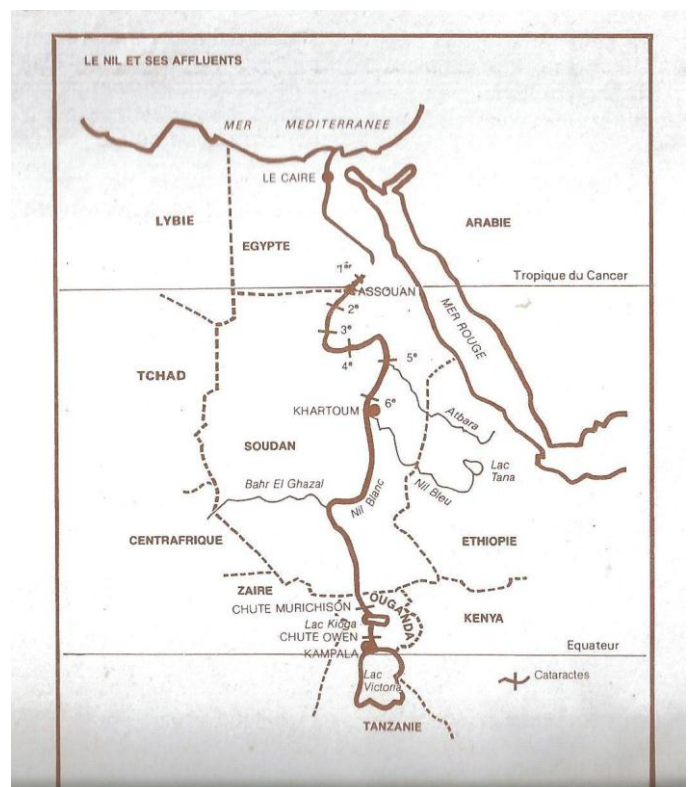 LE NIL ET SES AFFLUENTS
MER MEDITERRANEE
LE CAIRE
LYBIE
ARABIE
EGYPTE
1er
Tropique du Cancer
ASSOUAN
2e
MER ROUGE
3e
4e
5e
TCHAD
6e
KHARTOUM
Atbara
SOUDAN
Lac
Tana
Bahr El Ghazal
Nil Blanc
Nil Bleu
CENTRAFRIQUE
ETHIOPIE
ZAIRE
OUGANDA
CHUTE MURICHISON
KENYA
Lac Kioga
CHUTE OWEN
Equateur
KAMPALA
Lac
Victoria
Cataractes
TANZANIE